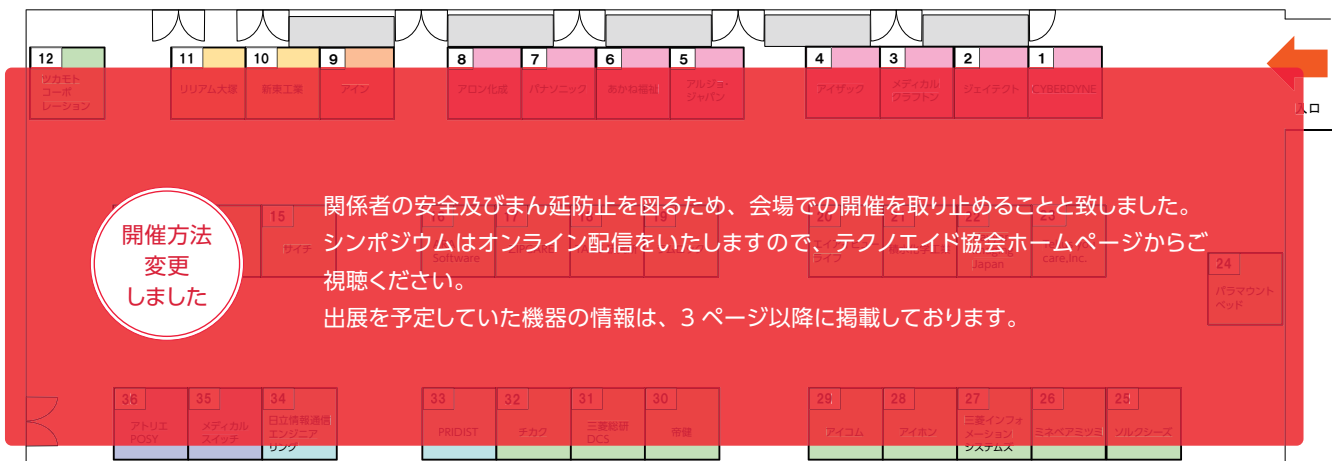 12
11
10
9
8
7
6
5
4
3
2
1
ツカモト
コーポ
レーション
リリアム大塚
新東工業
アイン
アロン化成
パナソニック
あかね福祉
アルジョ・
ジャパン
アイザック
メディカル
クラフトン
ジェイテクト
CYBERDYNE
入口
開催方法
変更
しました
関係者の安全及びまん延防止を図るため、会場での開催を取り止めることと致しました。
シンポジウムはオンライン配信をいたしますので、テクノエイド協会ホームページからご
視聴ください。
出展を予定していた機器の情報は、3 ページ以降に掲載しております。
15
サイチ
16
Software
17
18
19
20
ライフ
21
22
Japan
23
care,Inc.
24
パラマウント
ベッド
36
アトリエ
POSY
35
メディカル
スイッチ
34
日立情報通信
エンジニア
リング
33
PRIDIST
32
チカク
31
三菱総研
DCS
30
帝健
29
アイコム
28
アイホン
27
三菱インフォ
メーション
システムズ
26
ミネベアミツミ
25
ソルクシーズ